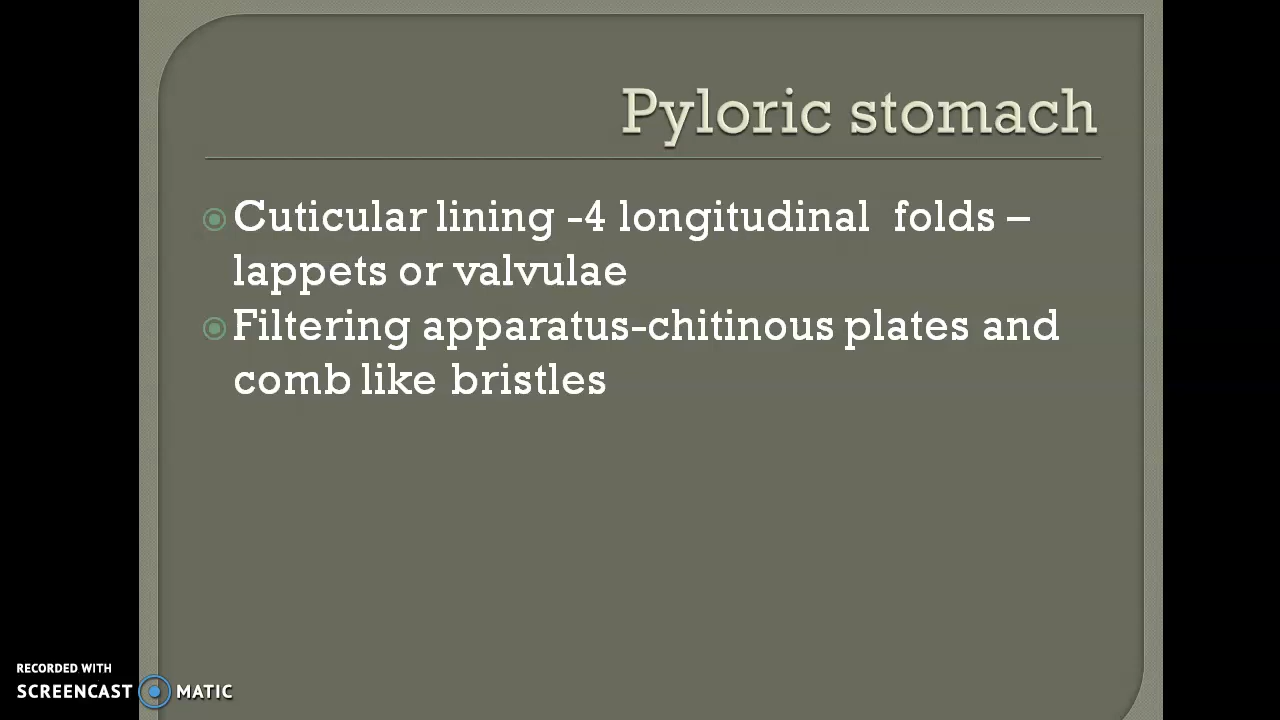 Pyloric stomach
Cuticular lining -4 longitudinal  folds –
lappets or valvulae
Filtering apparatus-chitinous plates and
comb like bristles
RECORDED WITH
SCREENCAST MATIC